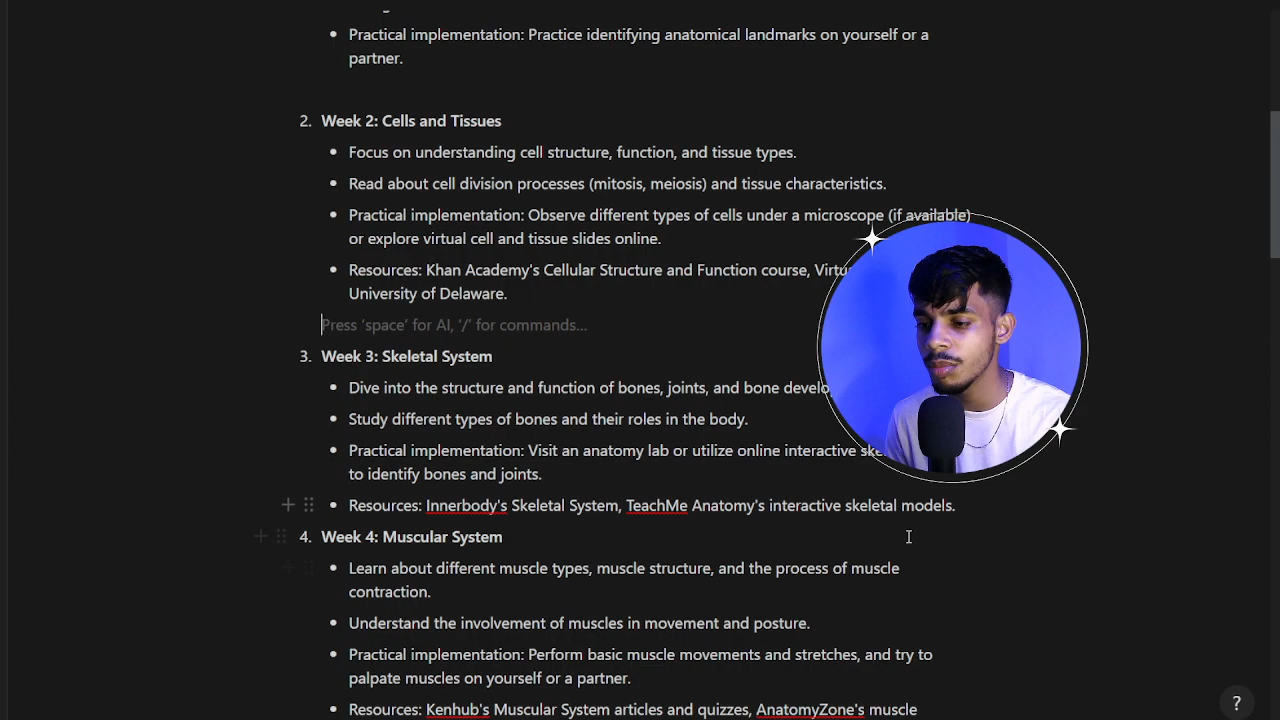 • Practical implementation: Practice identifying anatomical landmarks on yourself or a
partner.
2. Week 2: Cells and Tissues
• Focus on understanding cell structure, function, and tissue types.
• Read about cell division processes (mitosis, meiosis) and tissue characteristics.
• Practical implementation: Observe different types of cells under a microscope (if available)
or explore virtual cell and tissue slides online.
• Resources: Khan Academy's Cellular Structure and Function course,
University of Delaware.
Press 'space' for AI, '/' for commands...
3. Week 3: Skeletal System
• Dive into the structure and function of bones, joints, and bone
• Study different types of bones and their roles in the body.
• Practical implementation: Visit an anatomy lab or utilize online interactive
to identify bones and joints.
• Resources: Innerbody's Skeletal System, TeachMe Anatomy's interactive skeletal models.
4. Week 4: Muscular System
• Learn about different muscle types, muscle structure, and the process of muscle
contraction.
• Understand the involvement of muscles in movement and posture.
• Practical implementation: Perform basic muscle movements and stretches, and try to
palpate muscles on yourself or a partner.
• Resources: Kenhub's Muscular System articles and quizzes, AnatomyZone's muscle
?